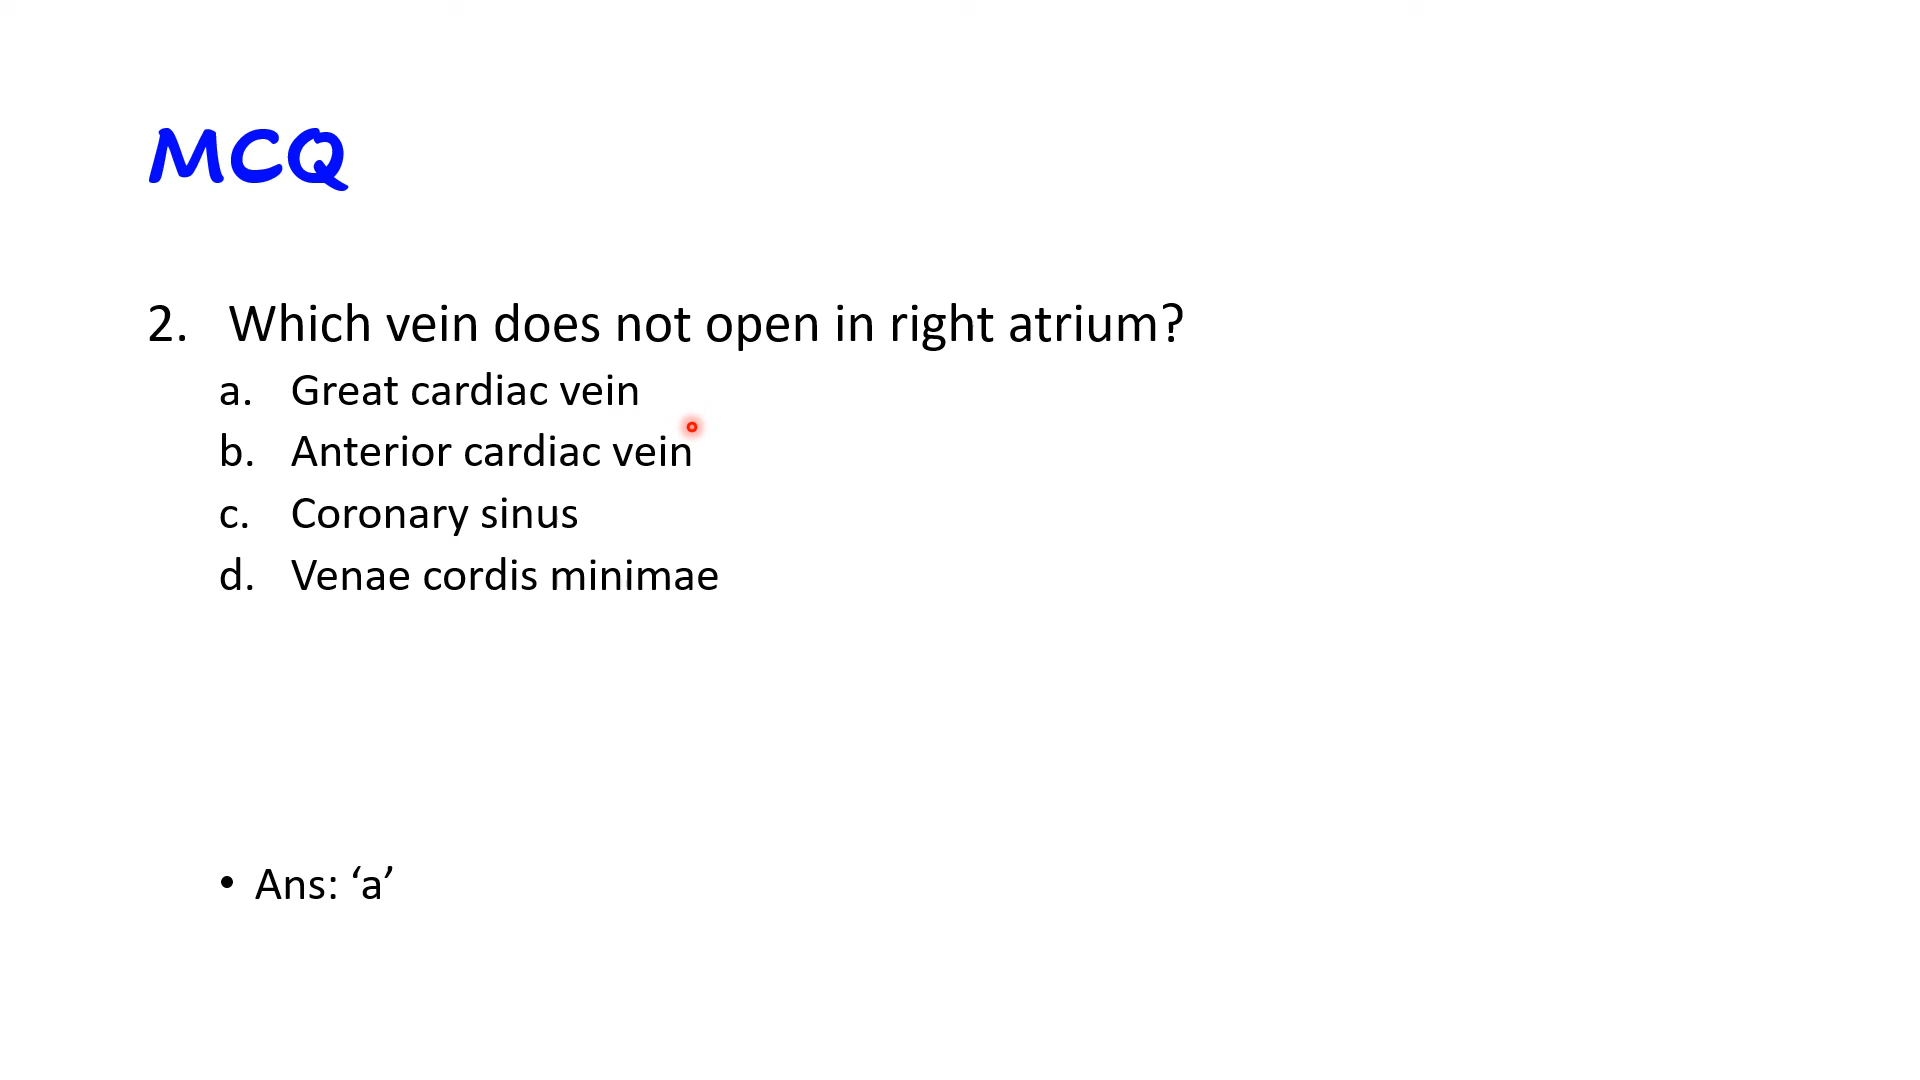 MCQ
2. Which vein does not open in right atrium?
a. Great cardiac vein
b. Anterior cardiac vein
c. Coronary sinus
d. Venae cordis minimae
• Ans: ‘a’